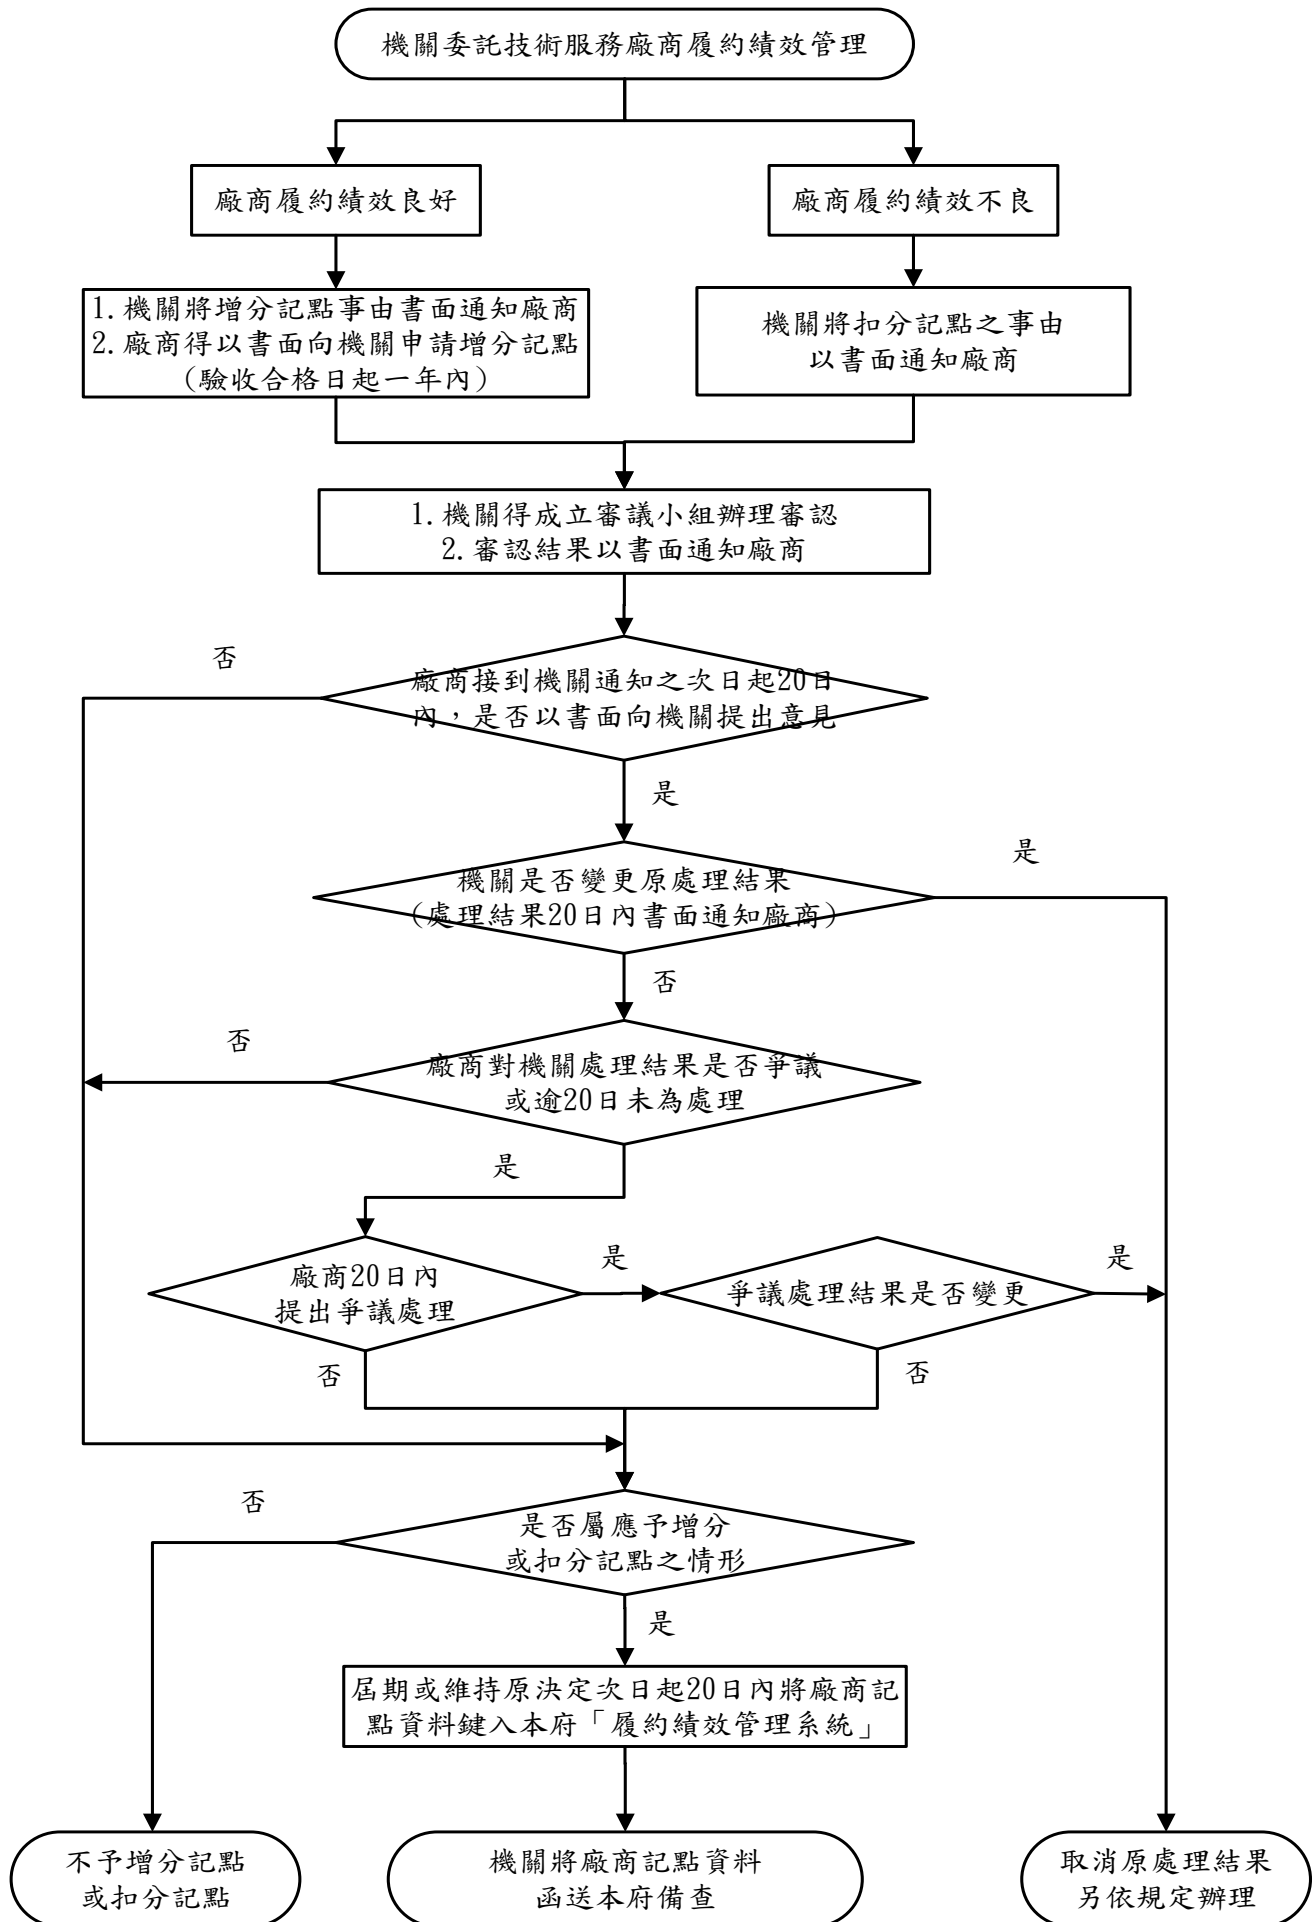 機關委託技術服務廠商履約績效管理
廠商履約績效良好
廠商履約績效不良
1.機關將增分記點事由書面通知廠商
2.廠商得以書面向機關申請增分記點
(驗收合格日起一年內)
機關將扣分記點之事由
以書面通知廠商
1.機關得成立審議小組辦理審認
2.審認結果以書面通知廠商
否
廠商接到機關通知之次日起20日
內，是否以書面向機關提出意見
是
是
機關是否變更原處理結果
(處理結果20日內書面通知廠商)
否
否
廠商對機關處理結果是否爭議
或逾20日未為處理
是
廠商20日內
提出爭議處理
是
爭議處理結果是否變更
是
否
否
否
是否屬應予增分
或扣分記點之情形
是
屆期或維持原決定次日起20日內將廠商記
點資料鍵入本府「履約績效管理系統」
不予增分記點
或扣分記點
機關將廠商記點資料
函送本府備查
取消原處理結果
另依規定辦理